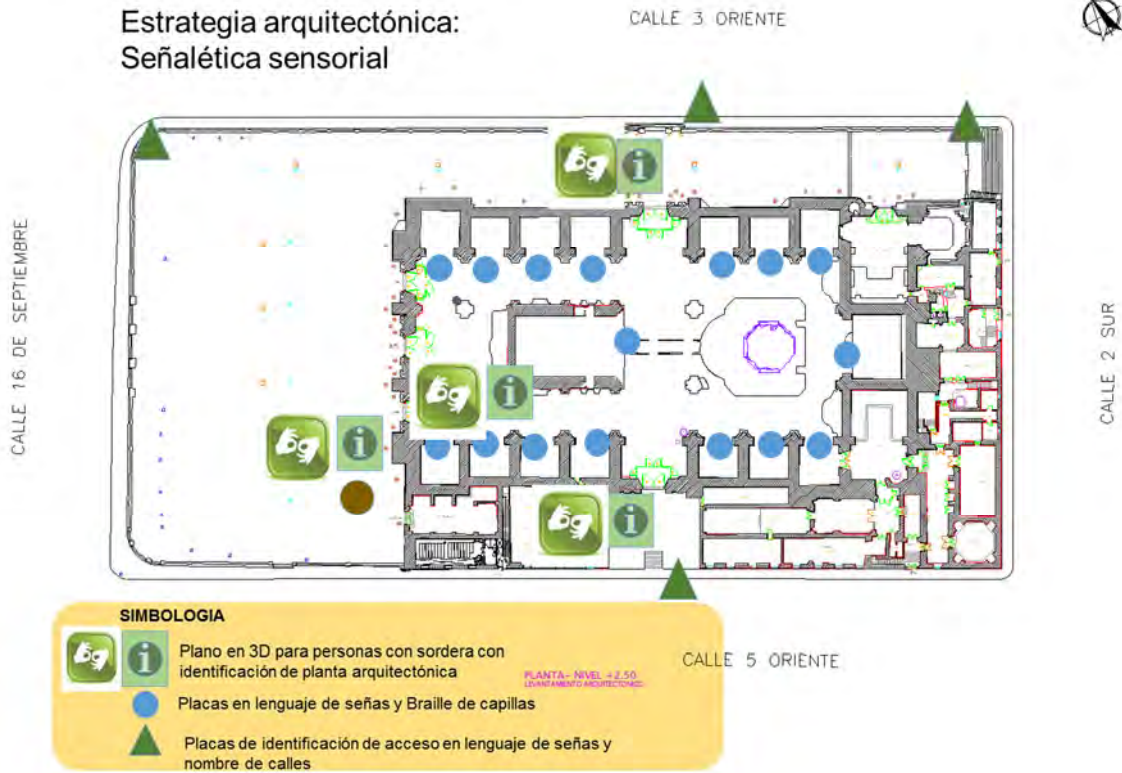 Estrategia arquitectónica:
Señalética sensorial
CALLE 3 ORIENTE
CALLE 16 DE SEPTIEMBRE
CALLE 2 SUR
SIMBOLOGIA
Plano en 3D para personas con sordera con
identificación de planta arquitectónica
PLANTA- NIVEL +2.50
LEVANTAMIENTO ARQUITECTONICO
Placas en lenguaje de señas y Braille de capillas
Placas de identificación de acceso en lenguaje de señas y
nombre de calles
CALLE 5 ORIENTE